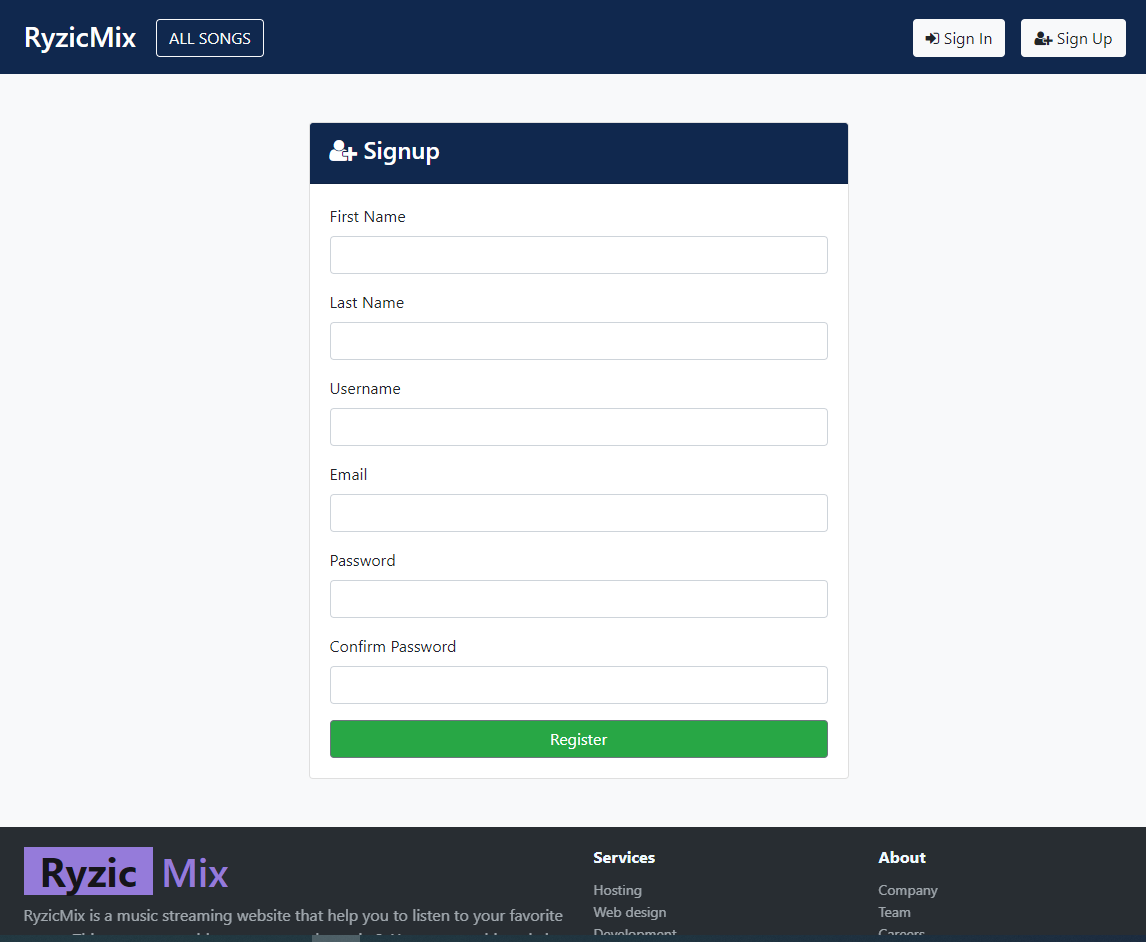 RyzicMix ALL SONGS Sign In Sign Up
Signup
First Name
Last Name
Username
Email
Password
Confirm Password
Register
Ryzic Mix
RyzicMix is a music streaming website that help you to listen to your favorite
Services
Hosting
Web design
Development
About
Company
Team
Careers